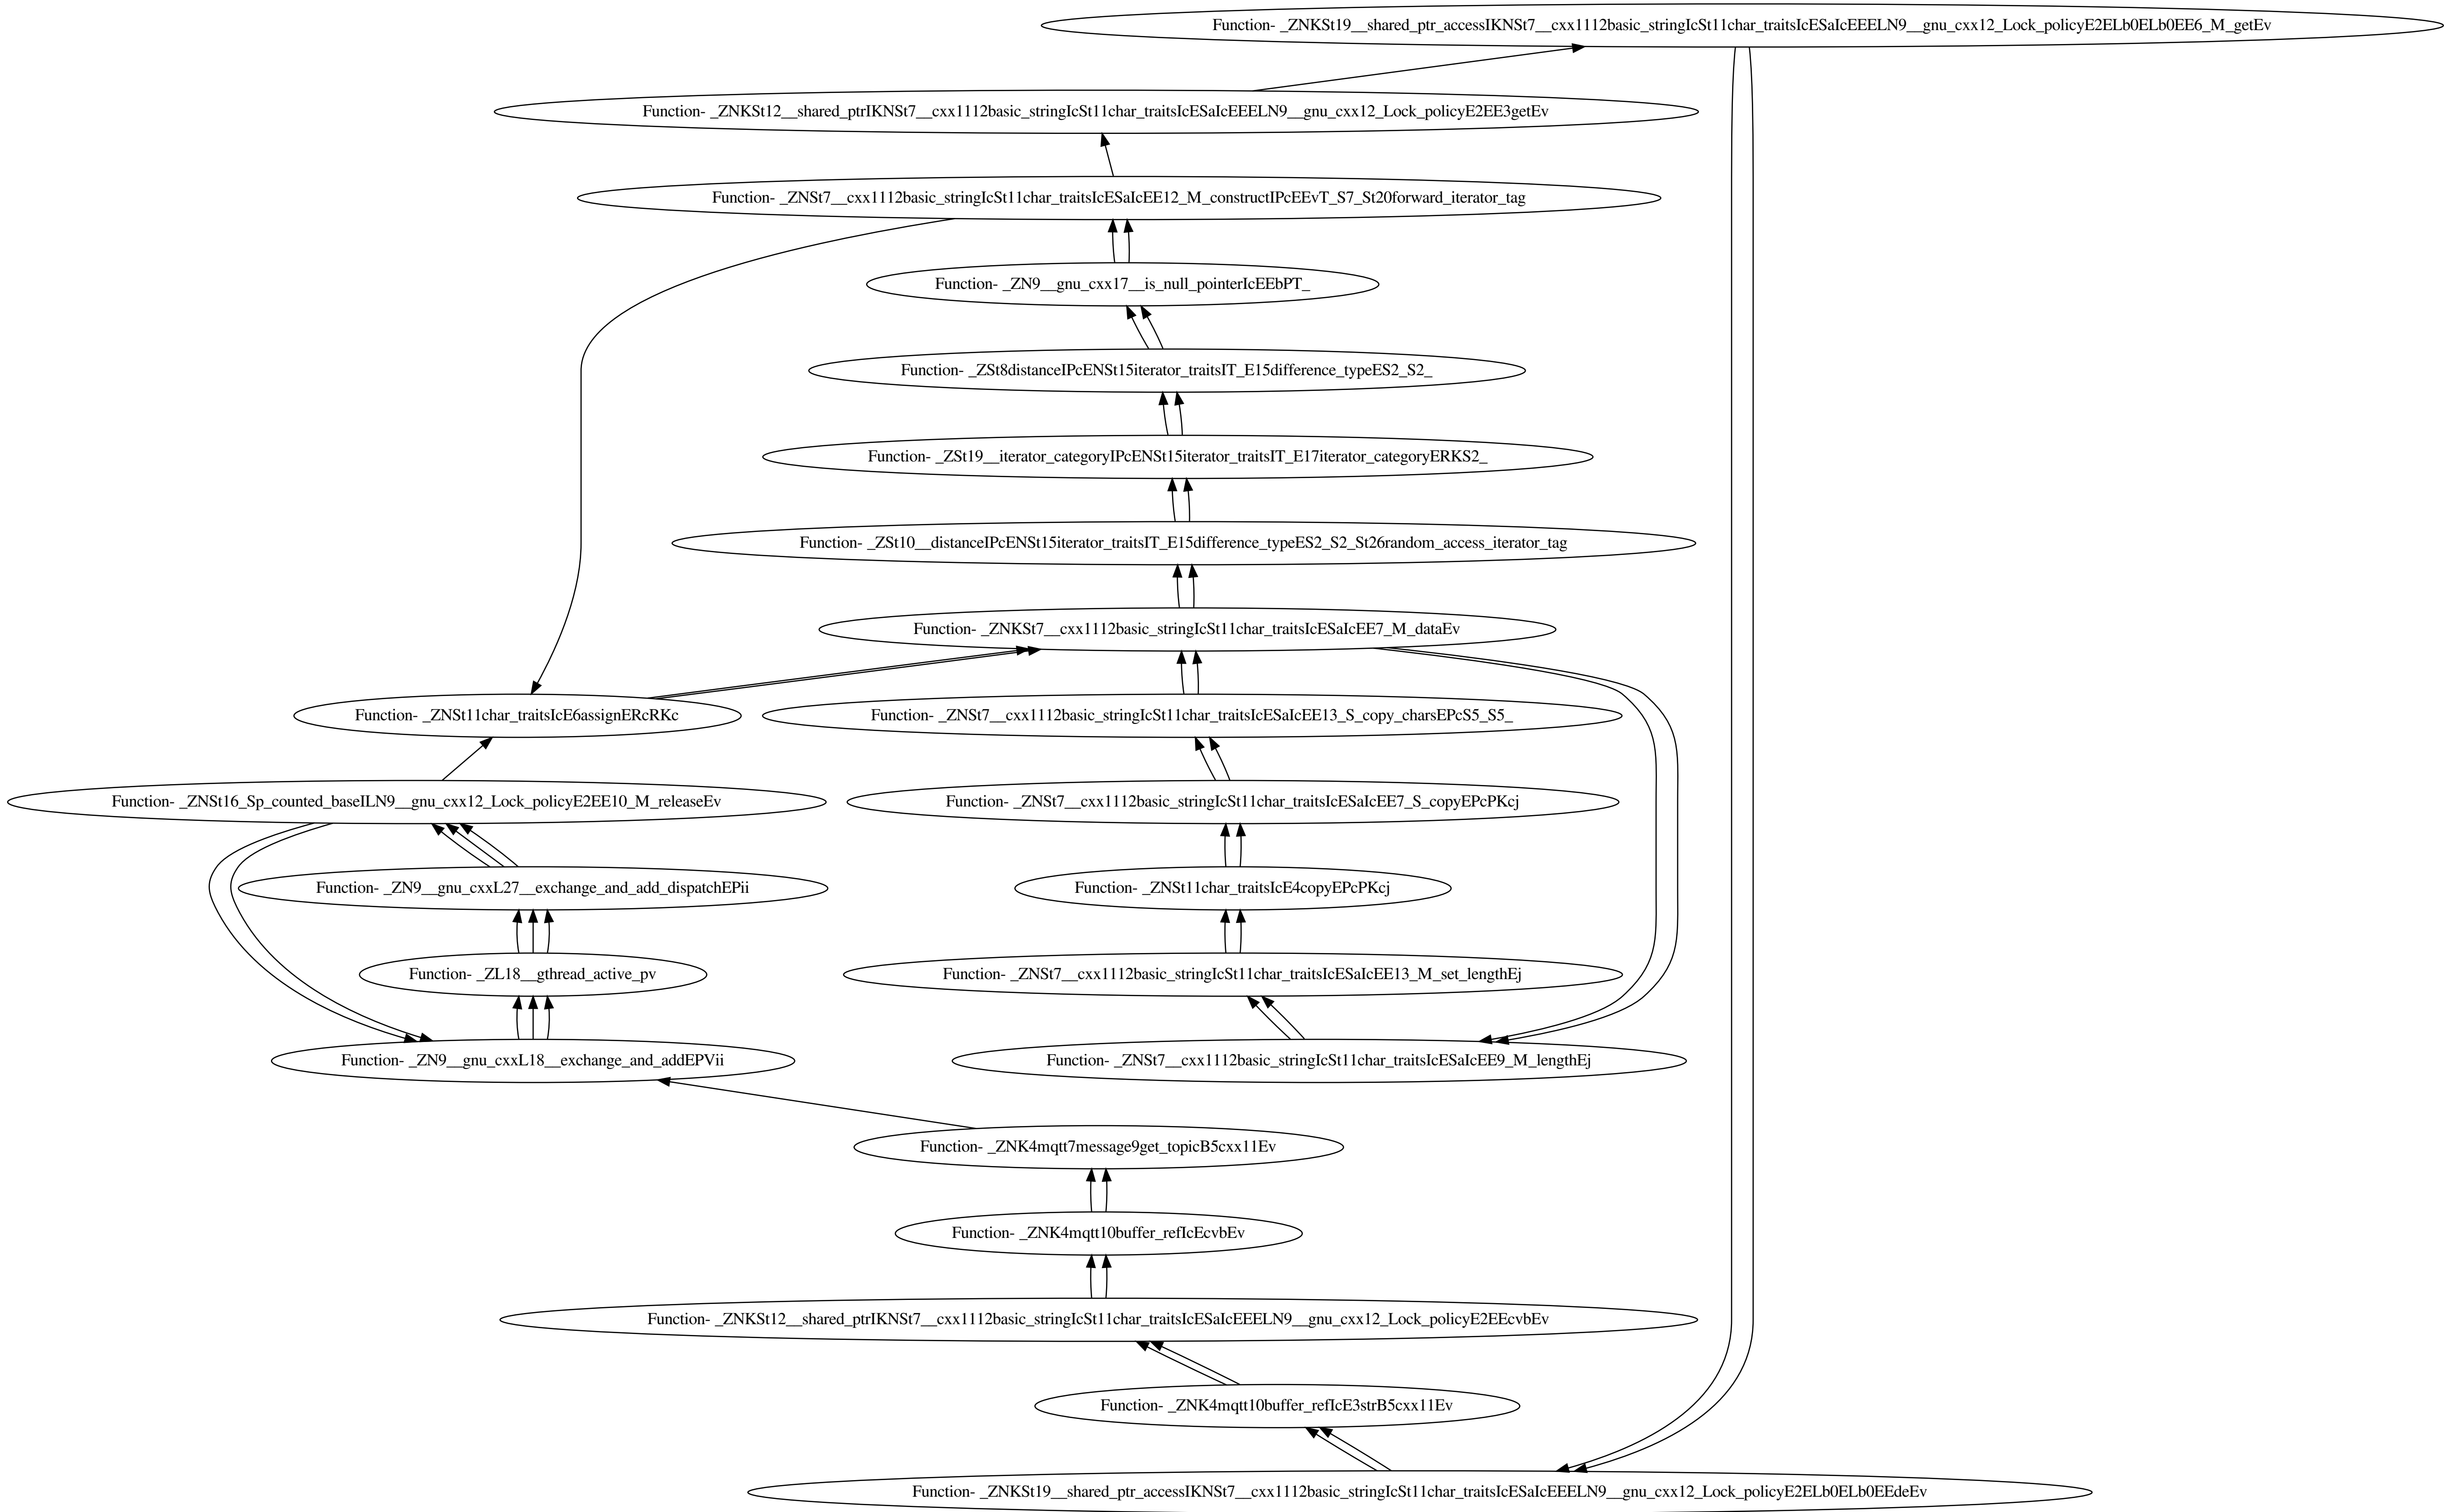 Function- _ZNKSt19__shared_ptr_accessIKNSt7__cxx1112basic_stringIcSt11char_traitsIcESaIcEEELN9__gnu_cxx12_Lock_policyE2ELb0ELb0EE6_M_getEv
Function- _ZNKSt12__shared_ptrIKNSt7__cxx1112basic_stringIcSt11char_traitsIcESaIcEEELN9__gnu_cxx12_Lock_policyE2EE3getEv
Function- _ZNSt7__cxx1112basic_stringIcSt11char_traitsIcESaIcEE12_M_constructIPcEEvT_S7_St20forward_iterator_tag
Function- _ZN9__gnu_cxx17__is_null_pointerIcEEbPT_
Function- _ZSt8distanceIPcENSt15iterator_traitsIT_E15difference_typeES2_S2_
Function- _ZSt19__iterator_categoryIPcENSt15iterator_traitsIT_E17iterator_categoryERKS2_
Function- _ZSt10__distanceIPcENSt15iterator_traitsIT_E15difference_typeES2_S2_St26random_access_iterator_tag
Function- _ZNKSt7__cxx1112basic_stringIcSt11char_traitsIcESaIcEE7_M_dataEv
Function- _ZNSt11char_traitsIcE6assignERcRKc
Function- _ZNSt7__cxx1112basic_stringIcSt11char_traitsIcESaIcEE13_S_copy_charsEPcS5_S5_
Function- _ZNSt16_Sp_counted_baseILN9__gnu_cxx12_Lock_policyE2EE10_M_releaseEv
Function- _ZNSt7__cxx1112basic_stringIcSt11char_traitsIcESaIcEE7_S_copyEPcPKcj
Function- _ZN9__gnu_cxxL27__exchange_and_add_dispatchEPii
Function- _ZNSt11char_traitsIcE4copyEPcPKcj
Function- _ZL18__gthread_active_pv
Function- _ZNSt7__cxx1112basic_stringIcSt11char_traitsIcESaIcEE13_M_set_lengthEj
Function- _ZN9__gnu_cxxL18__exchange_and_addEPVii
Function- _ZNSt7__cxx1112basic_stringIcSt11char_traitsIcESaIcEE9_M_lengthEj
Function- _ZNK4mqtt7message9get_topicB5cxx11Ev
Function- _ZNK4mqtt10buffer_refIcEcvbEv
Function- _ZNKSt12__shared_ptrIKNSt7__cxx1112basic_stringIcSt11char_traitsIcESaIcEEELN9__gnu_cxx12_Lock_policyE2EEcvbEv
Function- _ZNK4mqtt10buffer_refIcE3strB5cxx11Ev
Function- _ZNKSt19__shared_ptr_accessIKNSt7__cxx1112basic_stringIcSt11char_traitsIcESaIcEEELN9__gnu_cxx12_Lock_policyE2ELb0ELb0EEdeEv